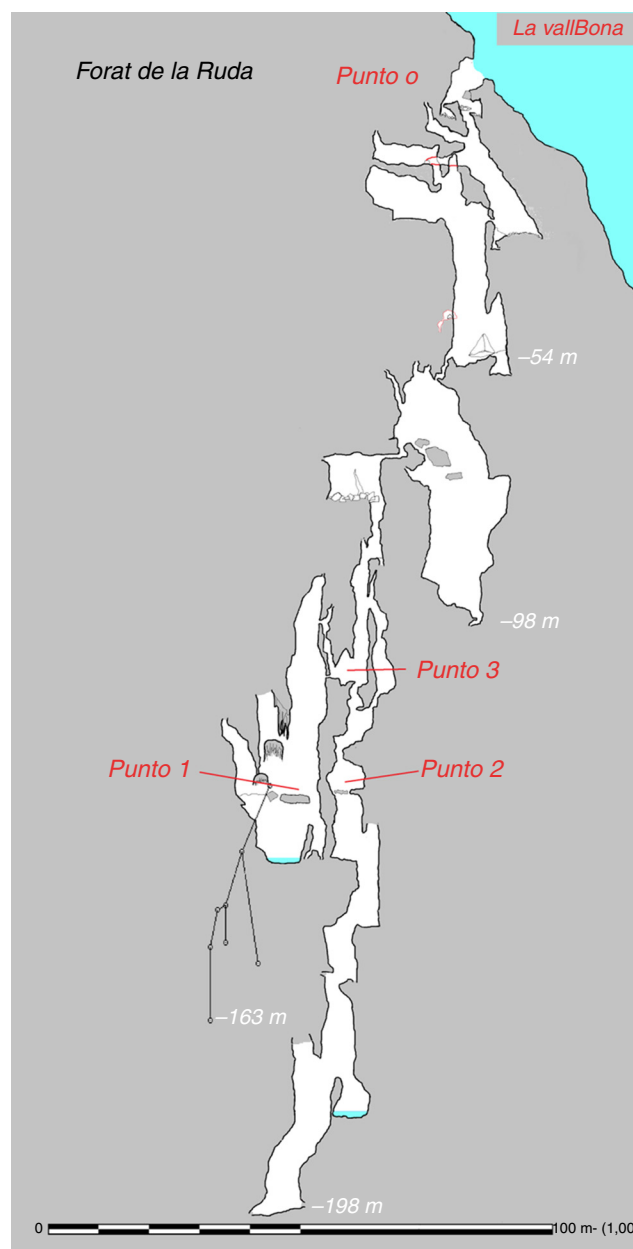 La vallBona
Forat de la Ruda
Punto o
–54 m
–98 m
Punto 3
Punto 1
Punto 2
–163 m
–198 m
0
100 m- (1,00